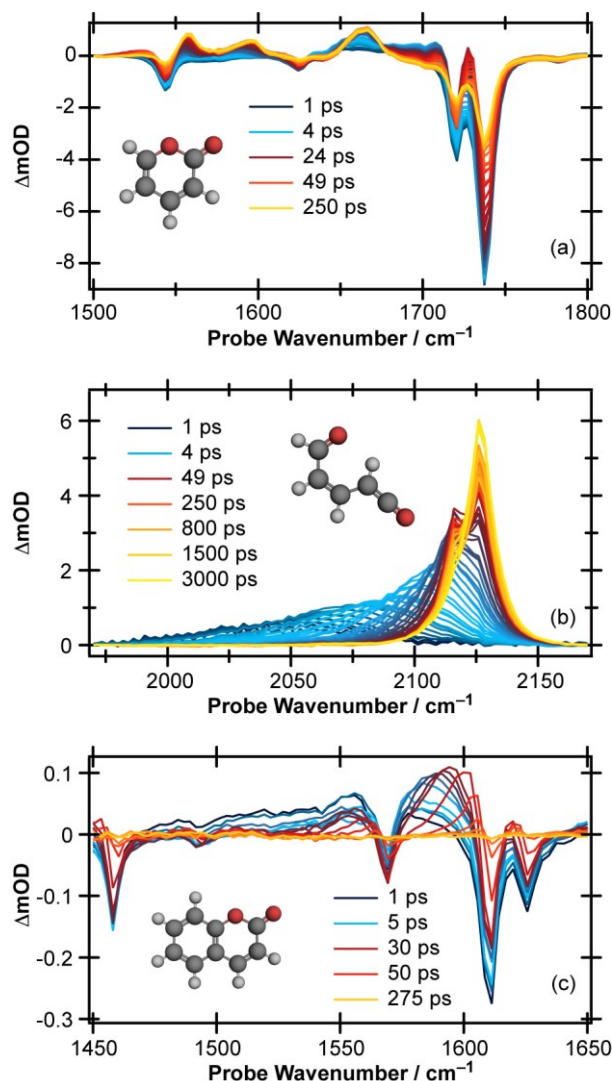 0
-2
-4
-6
-8
ΔmOD
1 ps
4 ps
24 ps
49 ps
250 ps
(a)
1500
1600
1700
1800
Probe Wavenumber / cm⁻¹
6
4
2
0
ΔmOD
1 ps
4 ps
49 ps
250 ps
800 ps
1500 ps
3000 ps
(b)
2000
2050
2100
2150
Probe Wavenumber / cm⁻¹
0.1
0
-0.1
-0.2
-0.3
ΔmOD
1 ps
5 ps
30 ps
50 ps
275 ps
(c)
1450
1500
1550
1600
1650
Probe Wavenumber / cm⁻¹